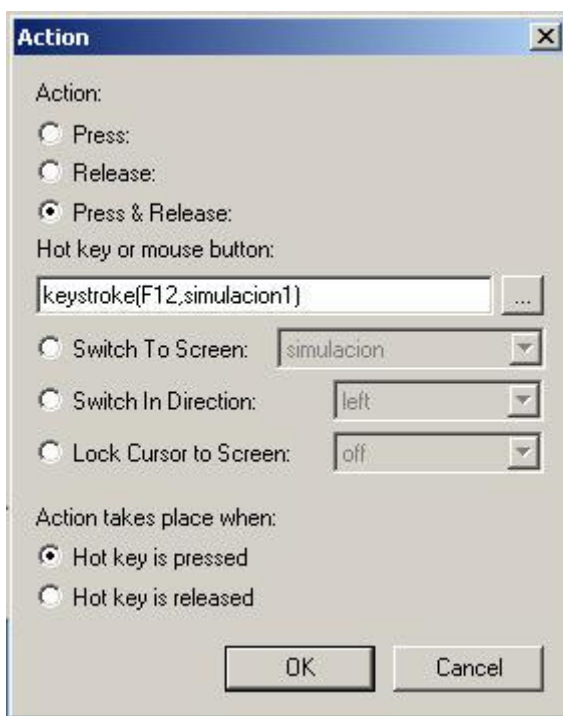 Action
Action:
Press:
Release:
Press & Release:
Hot key or mouse button:
keystroke(F12,simulacion1)
...
Switch To Screen: simulacion
Switch In Direction: left
Lock Cursor to Screen: off
Action takes place when:
Hot key is pressed
Hot key is released
OK Cancel